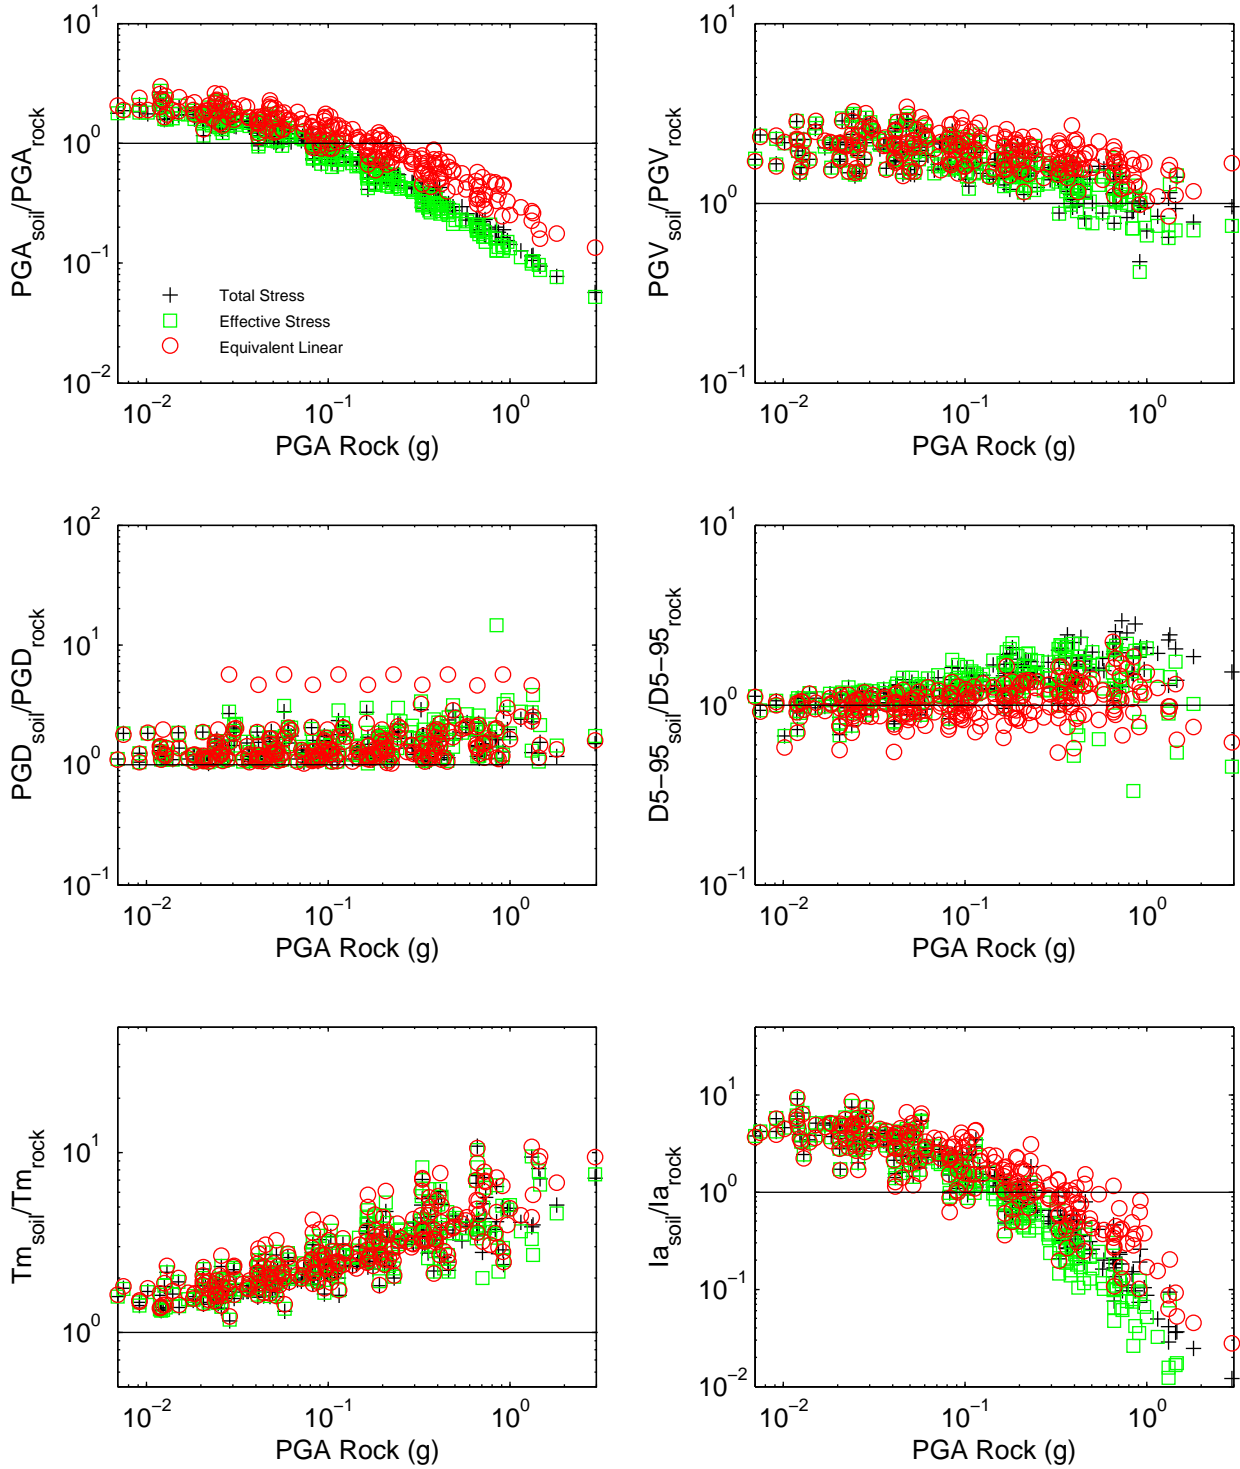 10^1
10^0
10^−1
10^−2
PGA_soil/PGA_rock
Total Stress
Effective Stress
Equivalent Linear
10^−2 10^−1 10^0
PGA Rock (g)
10^1
10^0
10^−1
PGV_soil/PGV_rock
10^−2 10^−1 10^0
PGA Rock (g)
10^2
10^1
10^0
10^−1
PGD_soil/PGD_rock
10^−2 10^−1 10^0
PGA Rock (g)
10^1
10^0
10^−1
D5−95_soil/D5−95_rock
10^−2 10^−1 10^0
PGA Rock (g)
10^1
10^0
Tm_soil/Tm_rock
10^−2 10^−1 10^0
PGA Rock (g)
10^1
10^0
10^−1
10^−2
Ia_soil/Ia_rock
10^−2 10^−1 10^0
PGA Rock (g)